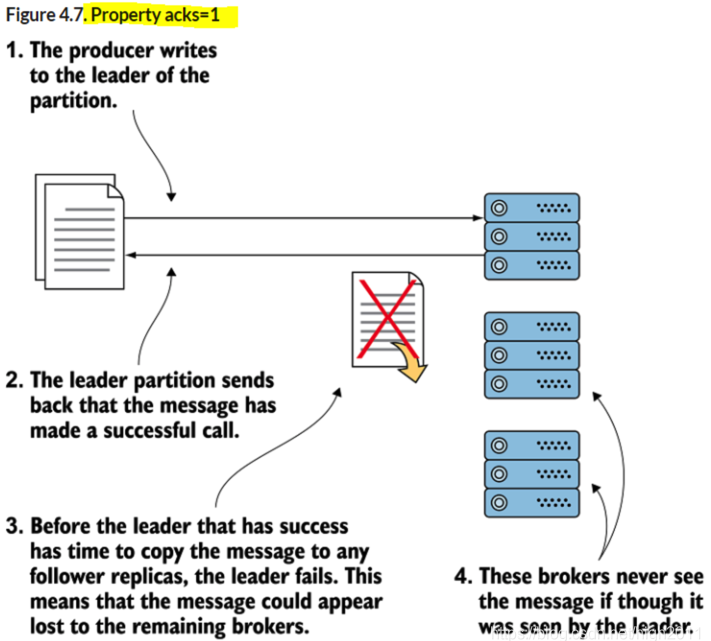 Figure 4.7. Property acks=1
1. The producer writes
to the leader of the
partition.
2. The leader partition sends
back that the message has
made a successful call.
3. Before the leader that has success
has time to copy the message to any
follower replicas, the leader fails. This
means that the message could appear
lost to the remaining brokers.
4. These brokers never see
the message if though it
was seen by the leader.